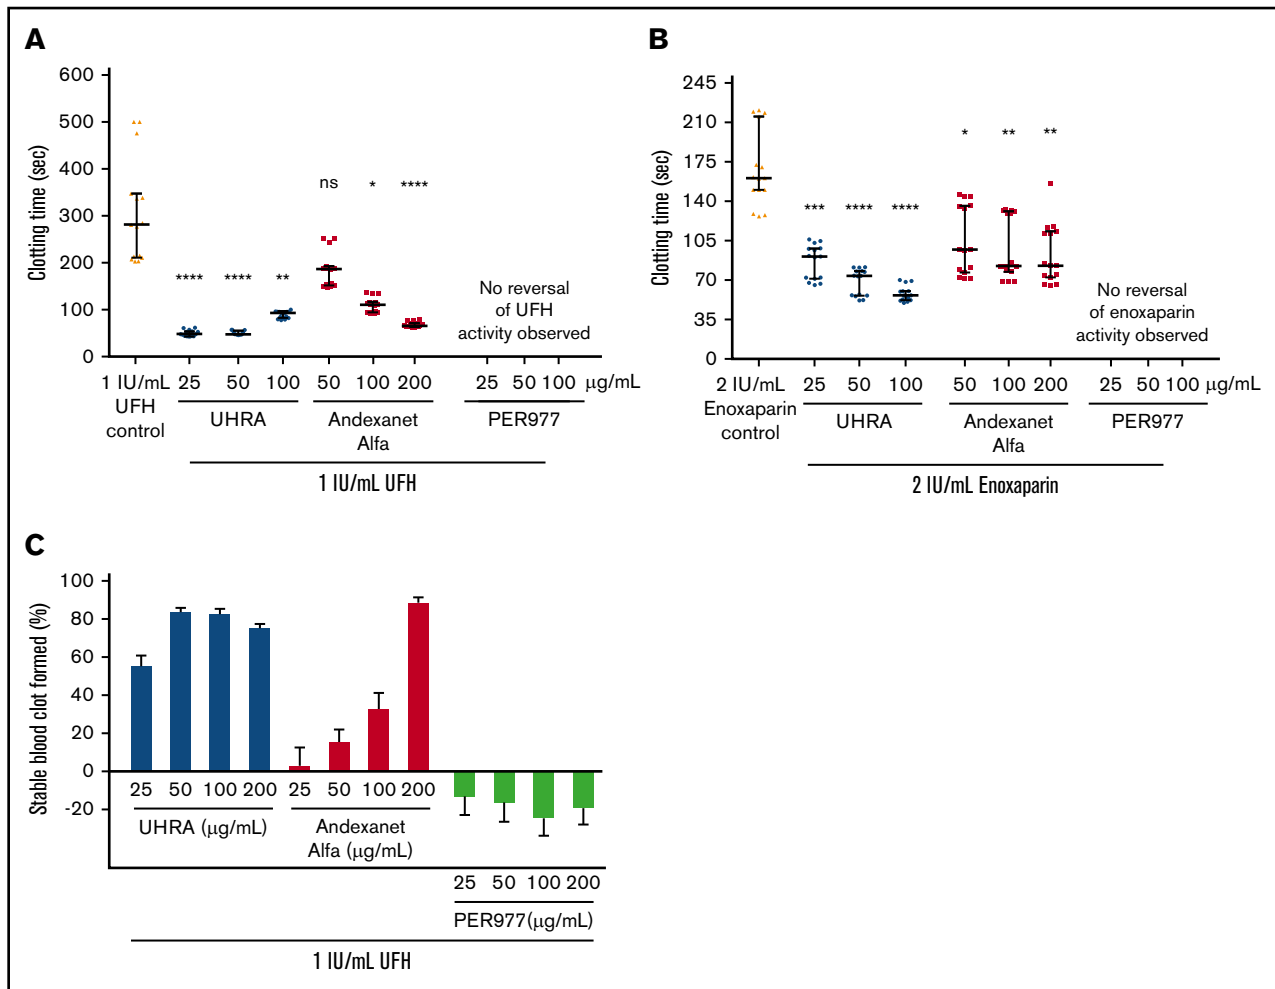 A
600
500
400
300
200
100
0
Clotting time (sec)
****
****
**
ns
*
****
No reversal
of UFH
activity observed
1 IU/mL
UFH
control
25
50
100
50
100
200
25
50
100
µg/mL
UHRA
Andexanet
Alfa
PER977
1 IU/mL UFH
B
245
210
175
140
105
70
35
0
Clotting time (sec)
***
****
****
*
**
**
No reversal
of enoxaparin
activity observed
2 IU/mL
Enoxaparin
control
25
50
100
50
100
200
25
50
100
µg/mL
UHRA
Andexanet
Alfa
PER977
2 IU/mL Enoxaparin
C
100
80
60
40
20
0
-20
Stable blood clot formed (%)
25
50
100
200
25
50
100
200
UHRA (µg/mL)
Andexanet
Alfa (µg/mL)
25
50
100
200
PER977(µg/mL)
1 IU/mL UFH